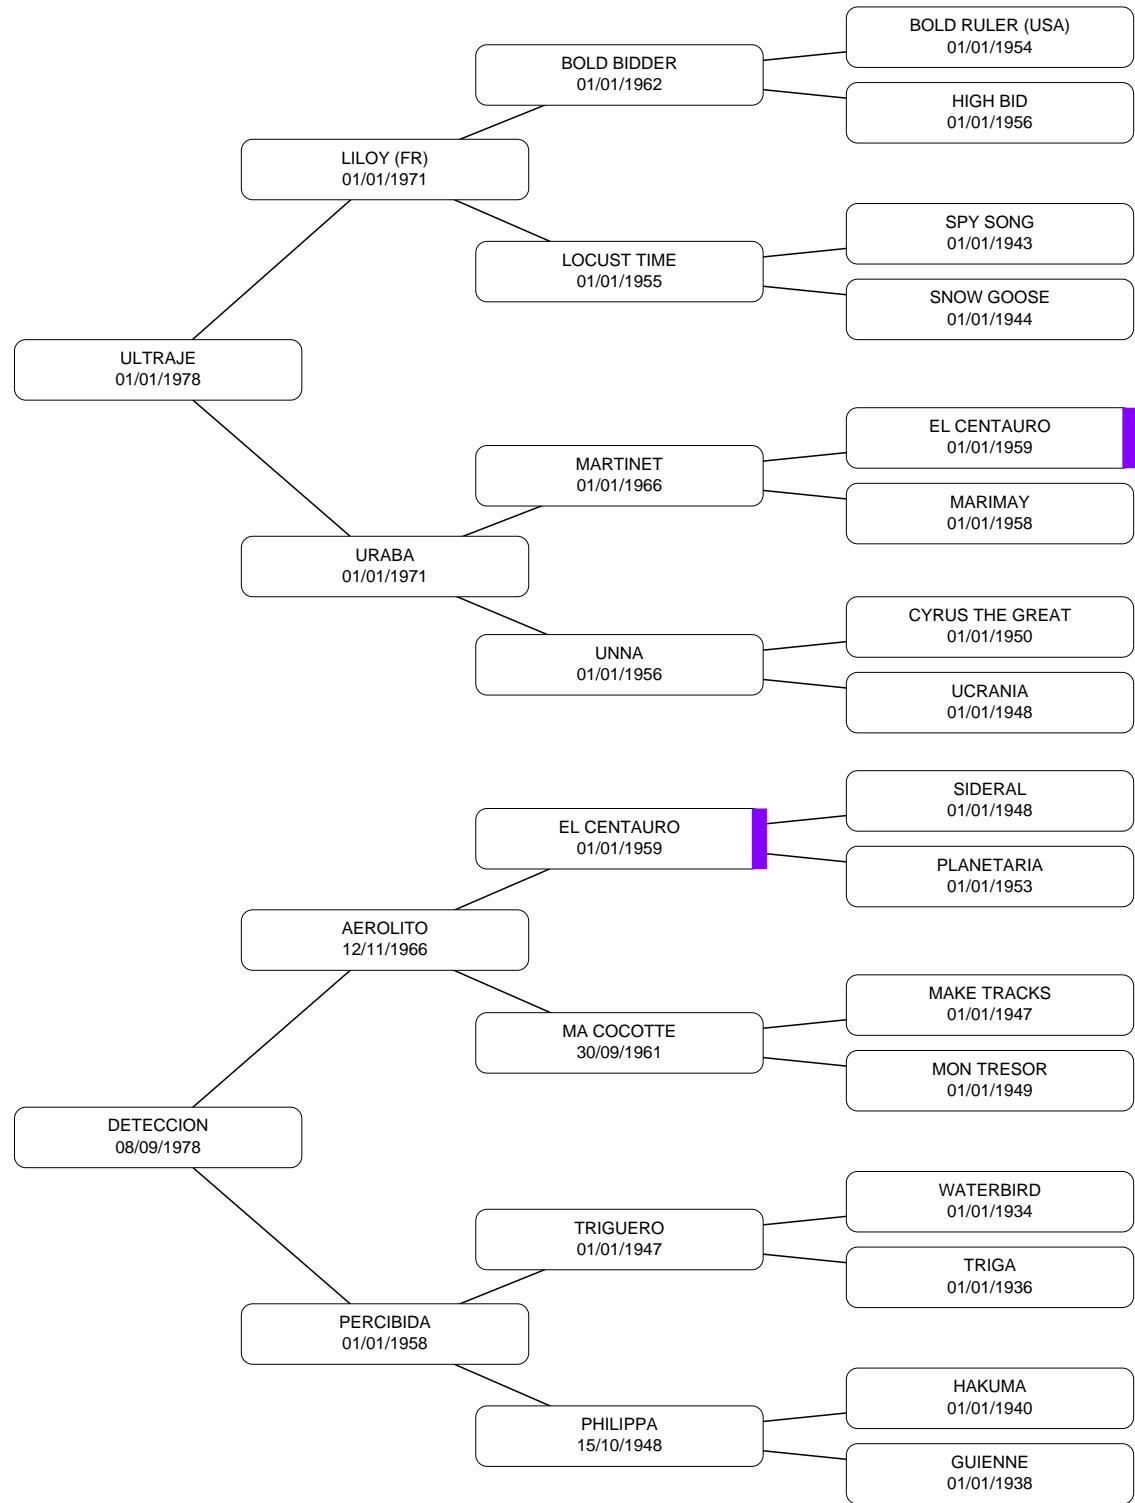 BOLD RULER (USA)
01/01/1954
BOLD BIDDER
01/01/1962
HIGH BID
01/01/1956
LILOY (FR)
01/01/1971
SPY SONG
01/01/1943
LOCUST TIME
01/01/1955
SNOW GOOSE
01/01/1944
ULTRAJE
01/01/1978
EL CENTAURO
01/01/1959
MARTINET
01/01/1966
MARIMAY
01/01/1958
URABA
01/01/1971
CYRUS THE GREAT
01/01/1950
UNNA
01/01/1956
UCRANIA
01/01/1948
SIDERAL
01/01/1948
EL CENTAURO
01/01/1959
PLANETARIA
01/01/1953
AEROLITO
12/11/1966
MAKE TRACKS
01/01/1947
MA COCOTTE
30/09/1961
MON TRESOR
01/01/1949
DETECCION
08/09/1978
WATERBIRD
01/01/1934
TRIGUERO
01/01/1947
TRIGA
01/01/1936
PERCIBIDA
01/01/1958
HAKUMA
01/01/1940
PHILIPPA
15/10/1948
GUIENNE
01/01/1938